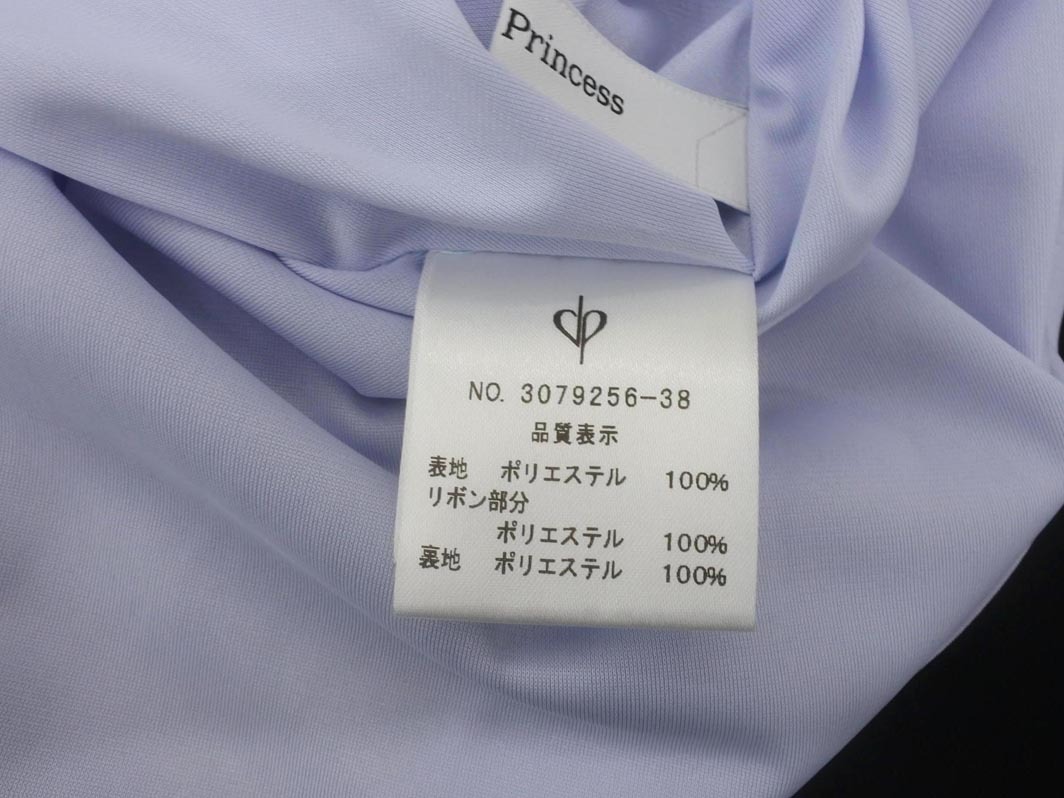 Princess
NO. 3079256-38
品質表示
表地 ポリエステル 100%
リボン部分
ポリエステル 100%
裏地 ポリエステル 100%